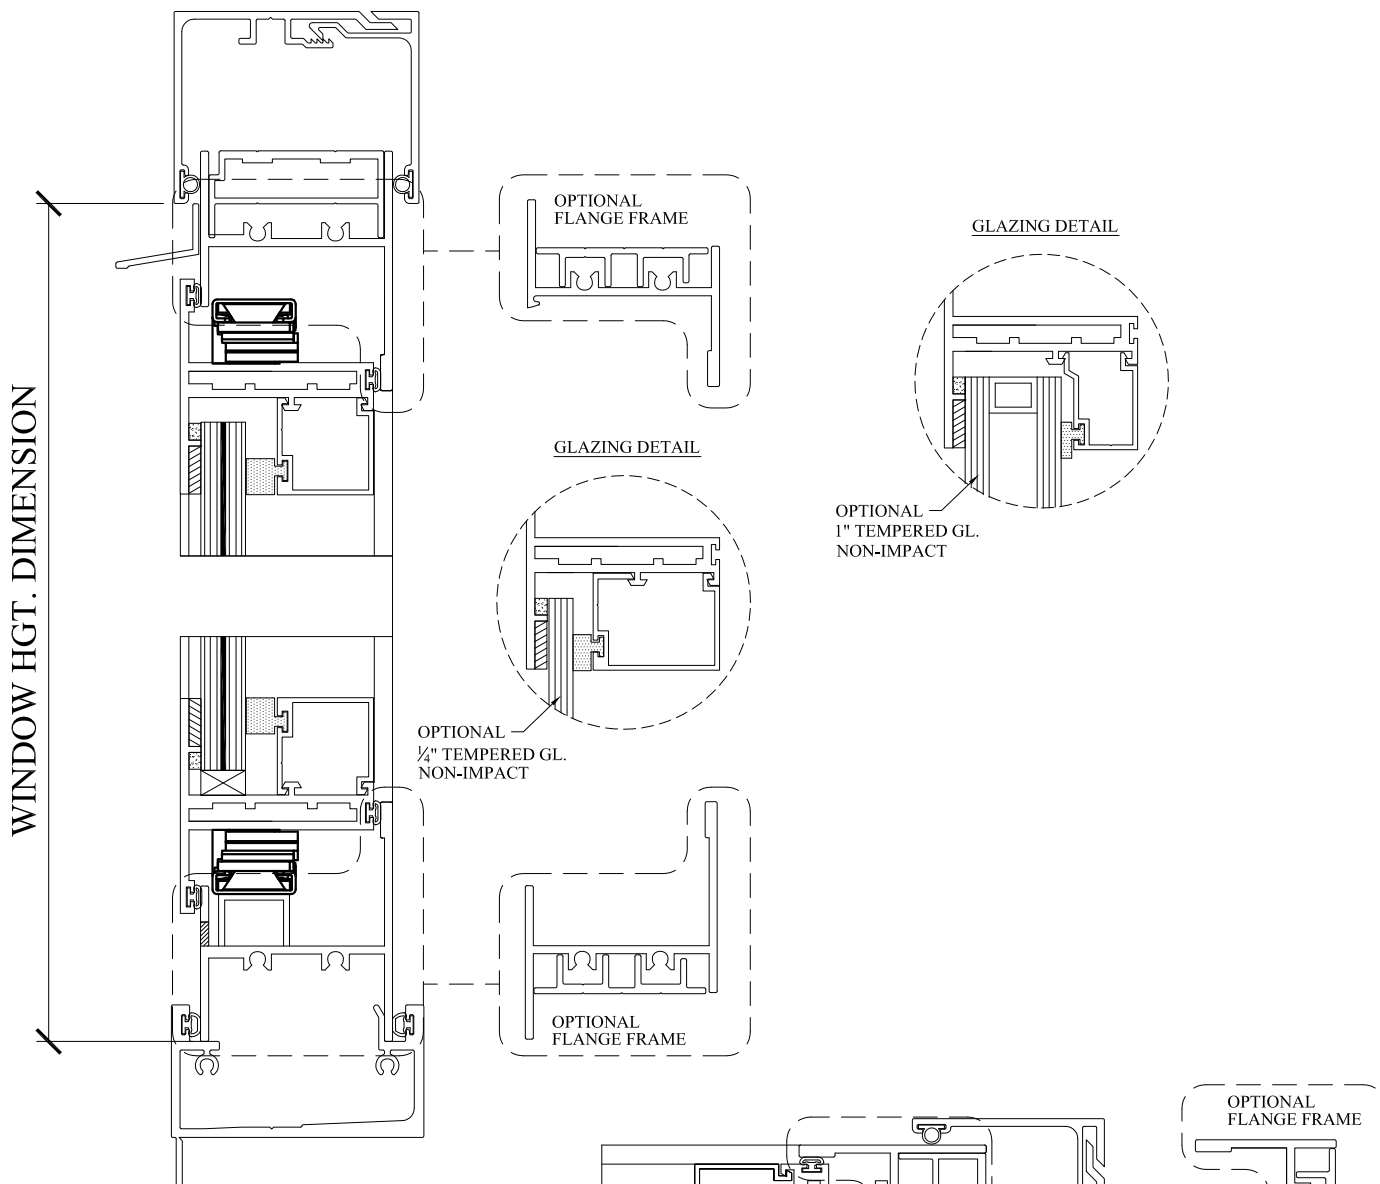 OPTIONAL
FLANGE FRAME
GLAZING DETAIL
WINDOW HGT. DIMENSION
GLAZING DETAIL
OPTIONAL
1" TEMPERED GL.
NON-IMPACT
OPTIONAL
¼" TEMPERED GL.
NON-IMPACT
OPTIONAL
FLANGE FRAME
OPTIONAL
FLANGE FRAME